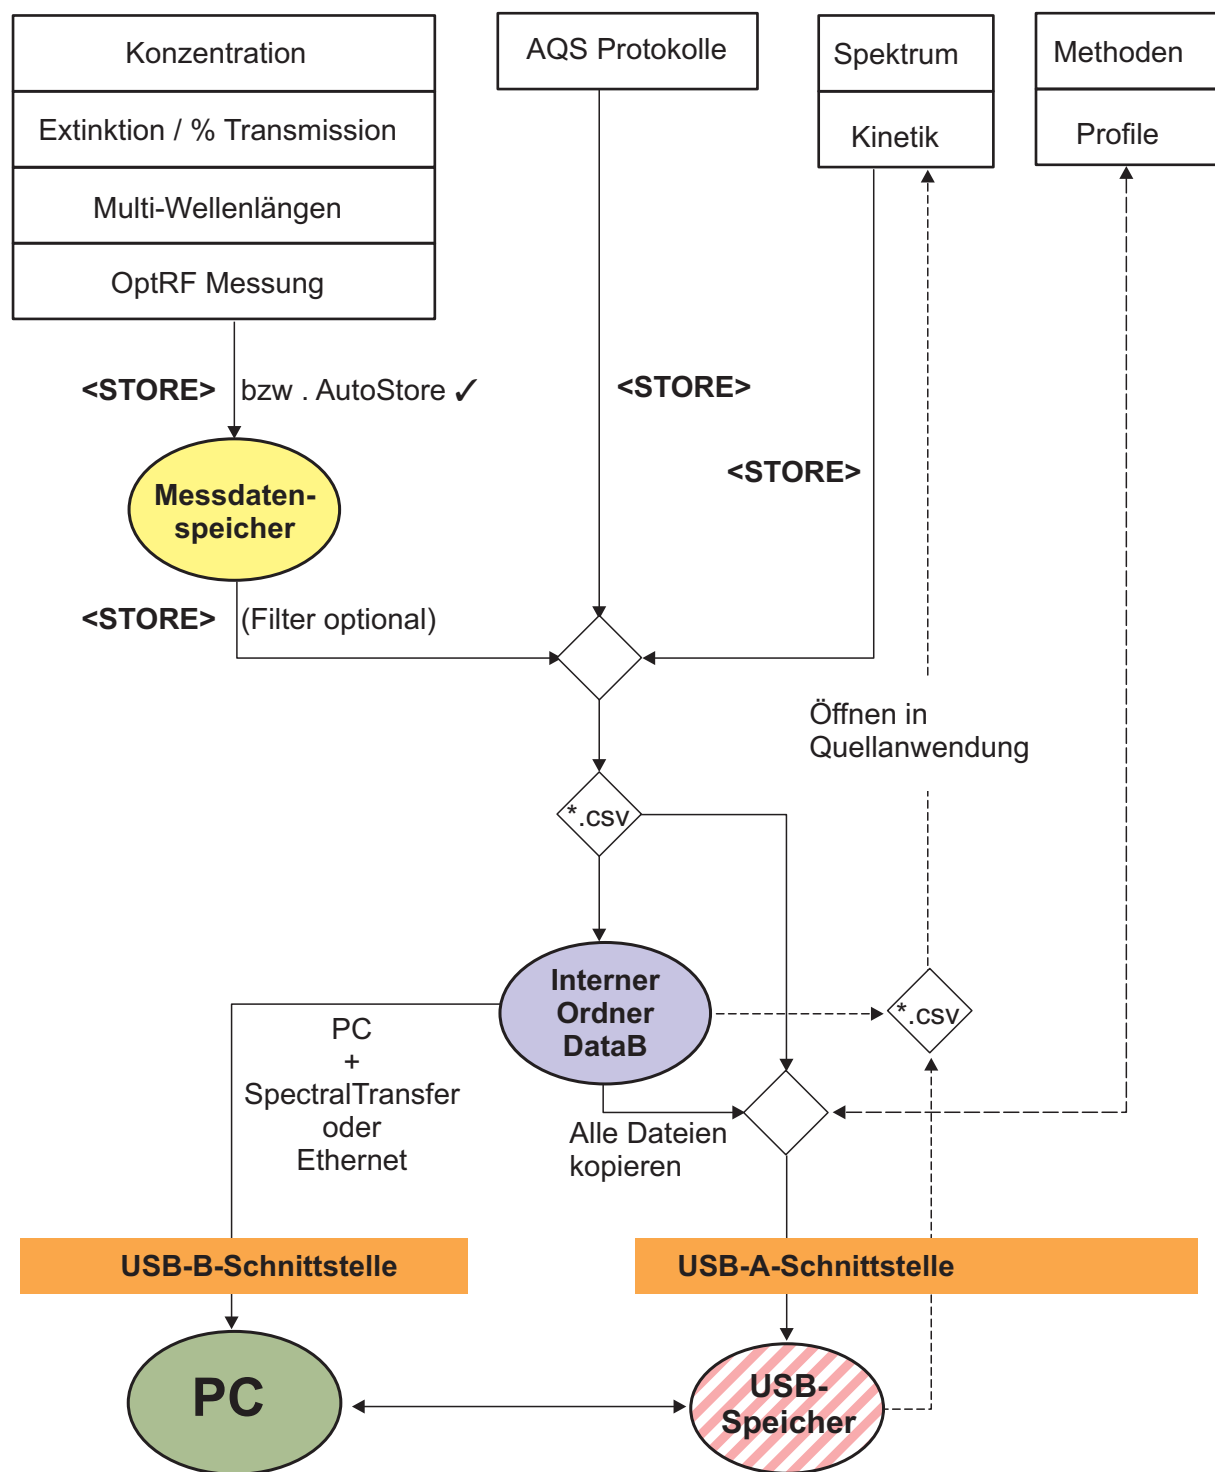 Konzentration
Extinktion / % Transmission
Multi-Wellenlängen
OptRF Messung
AQS Protokolle
Spektrum
Kinetik
Methoden
Profile
<STORE> bzw . AutoStore ✓
<STORE>
<STORE>
Messdaten-
speicher
<STORE> (Filter optional)
Öffnen in
Quellanwendung
*.CSV
Interner
Ordner
DataB
*.CSV
PC
+
SpectralTransfer
oder
Ethernet
Alle Dateien
kopieren
USB-B-Schnittstelle
USB-A-Schnittstelle
PC
USB-
Speicher